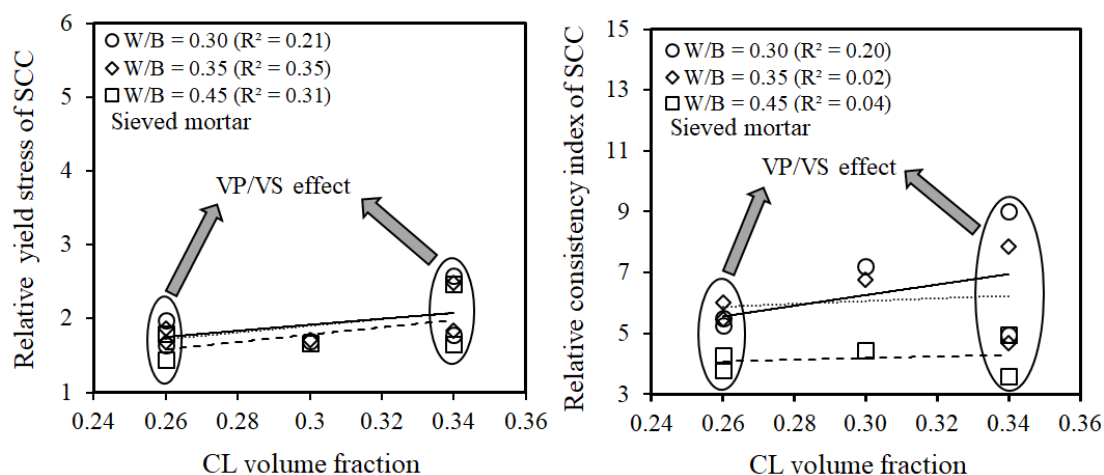 Relative yield stress of SCC
6
5
4
3
2
1
W/B = 0.30 (R² = 0.21)
W/B = 0.35 (R² = 0.35)
W/B = 0.45 (R² = 0.31)
Sieved mortar
VP/VS effect
0.24 0.26 0.28 0.3 0.32 0.34 0.36
CL volume fraction
Relative consistency index of SCC
15
13
11
9
7
5
3
W/B = 0.30 (R² = 0.20)
W/B = 0.35 (R² = 0.02)
W/B = 0.45 (R² = 0.04)
Sieved mortar
VP/VS effect
0.24 0.26 0.28 0.30 0.32 0.34 0.36
CL volume fraction